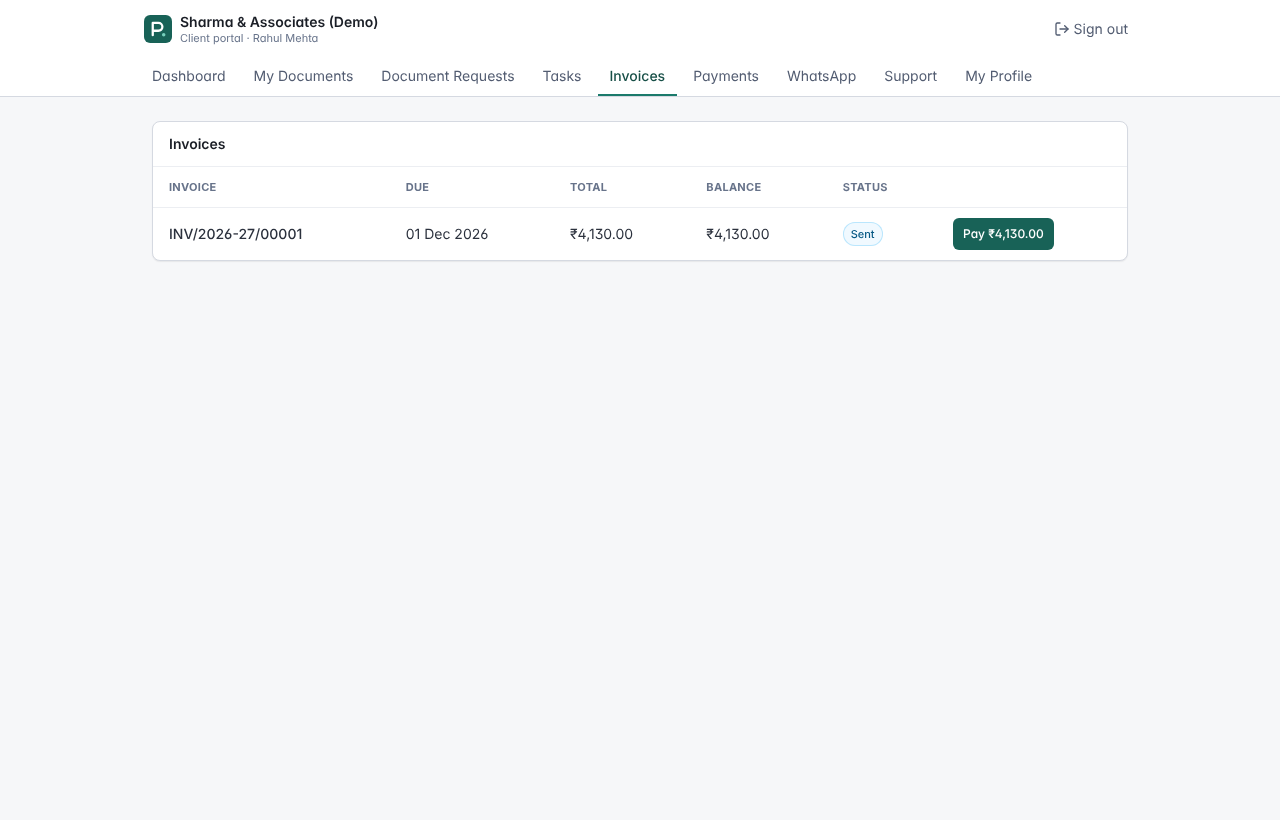 P.
Sharma & Associates (Demo)
Client portal · Rahul Mehta
Sign out
Dashboard My Documents Document Requests Tasks Invoices Payments WhatsApp Support My Profile
Invoices
INVOICE DUE TOTAL BALANCE STATUS
INV/2026-27/00001 01 Dec 2026 ₹4,130.00 ₹4,130.00 Sent Pay ₹4,130.00